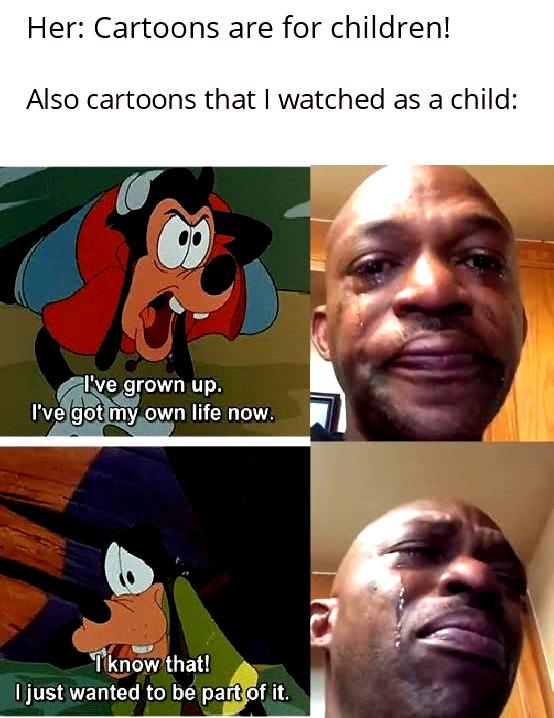 Her: Cartoons are for children!
Also cartoons that I watched as a child:
I've grown up.
I've got my own life now.
I know that!
I just wanted to be part of it.